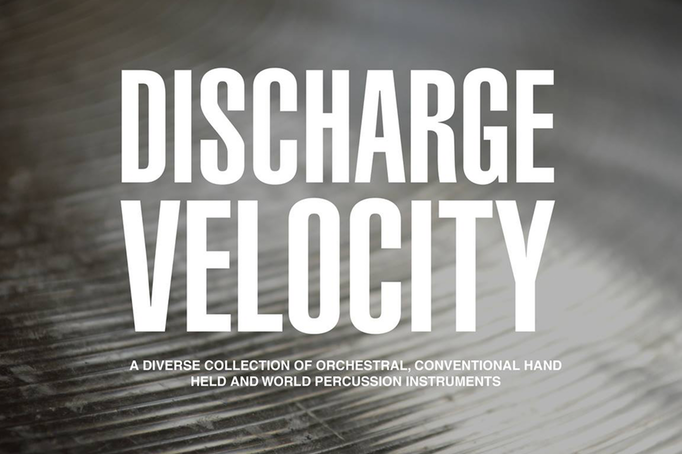 DISCHARGE
VELOCITY
A DIVERSE COLLECTION OF ORCHESTRAL, CONVENTIONAL HAND
HELD AND WORLD PERCUSSION INSTRUMENTS